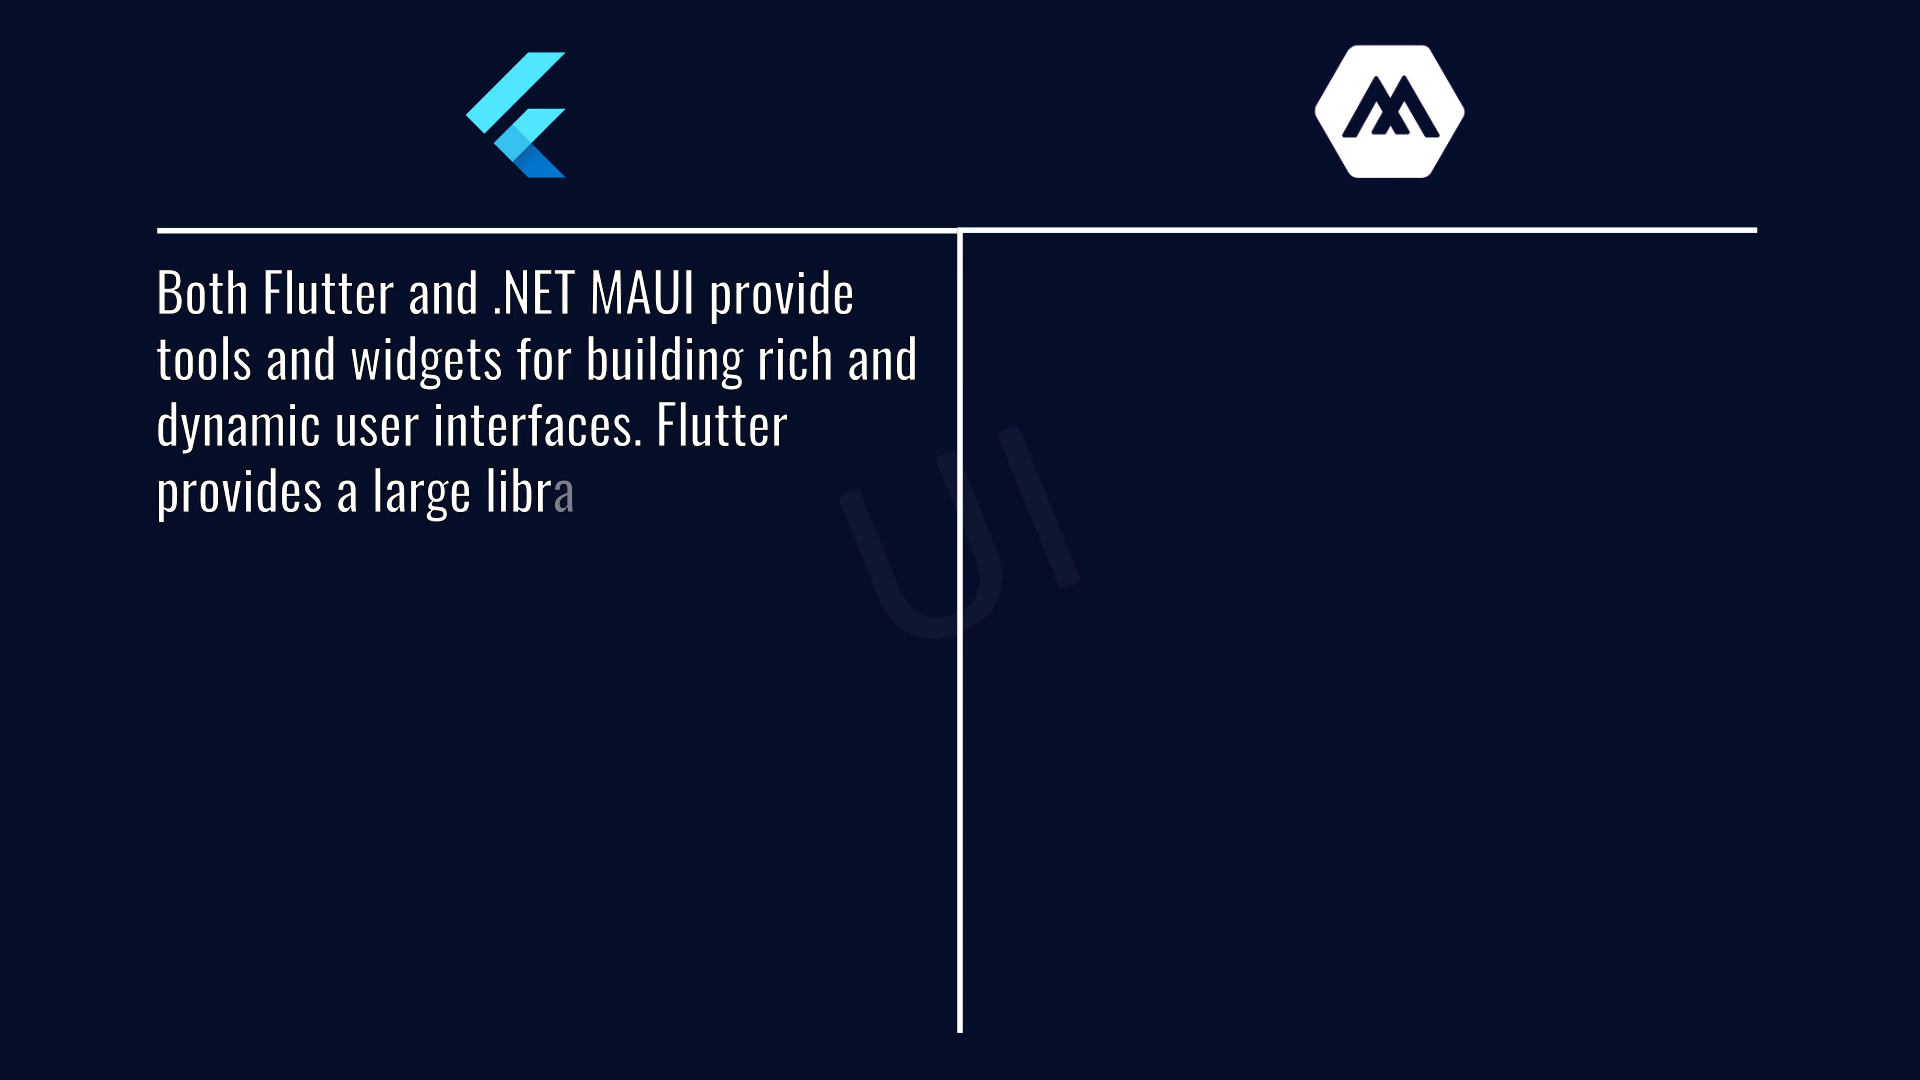 Both Flutter and .NET MAUI provide
tools and widgets for building rich and
dynamic user interfaces. Flutter
provides a large libra
UI